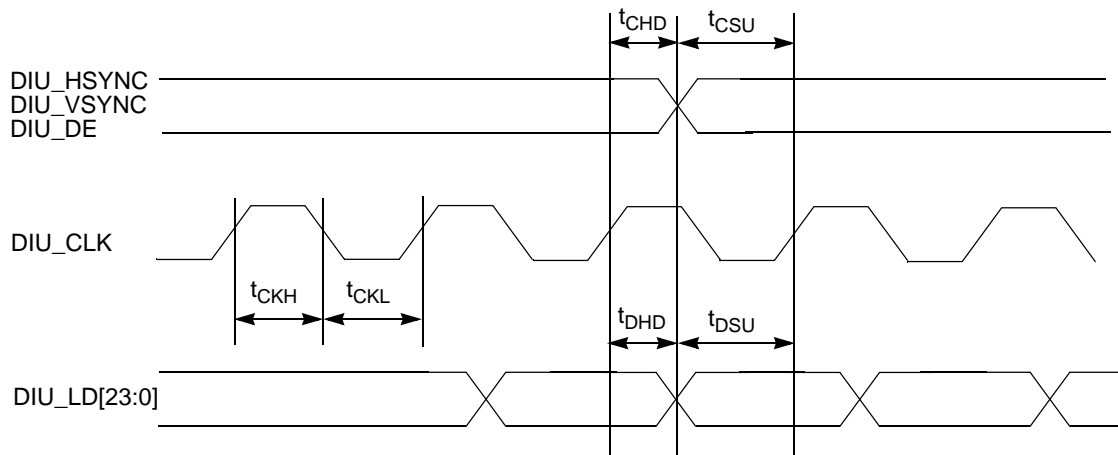 tCHD tCSU
DIU_HSYNC
DIU_VSYNC
DIU_DE
DIU_CLK
tCKH tCKL
tDHD tDSU
DIU_LD[23:0]